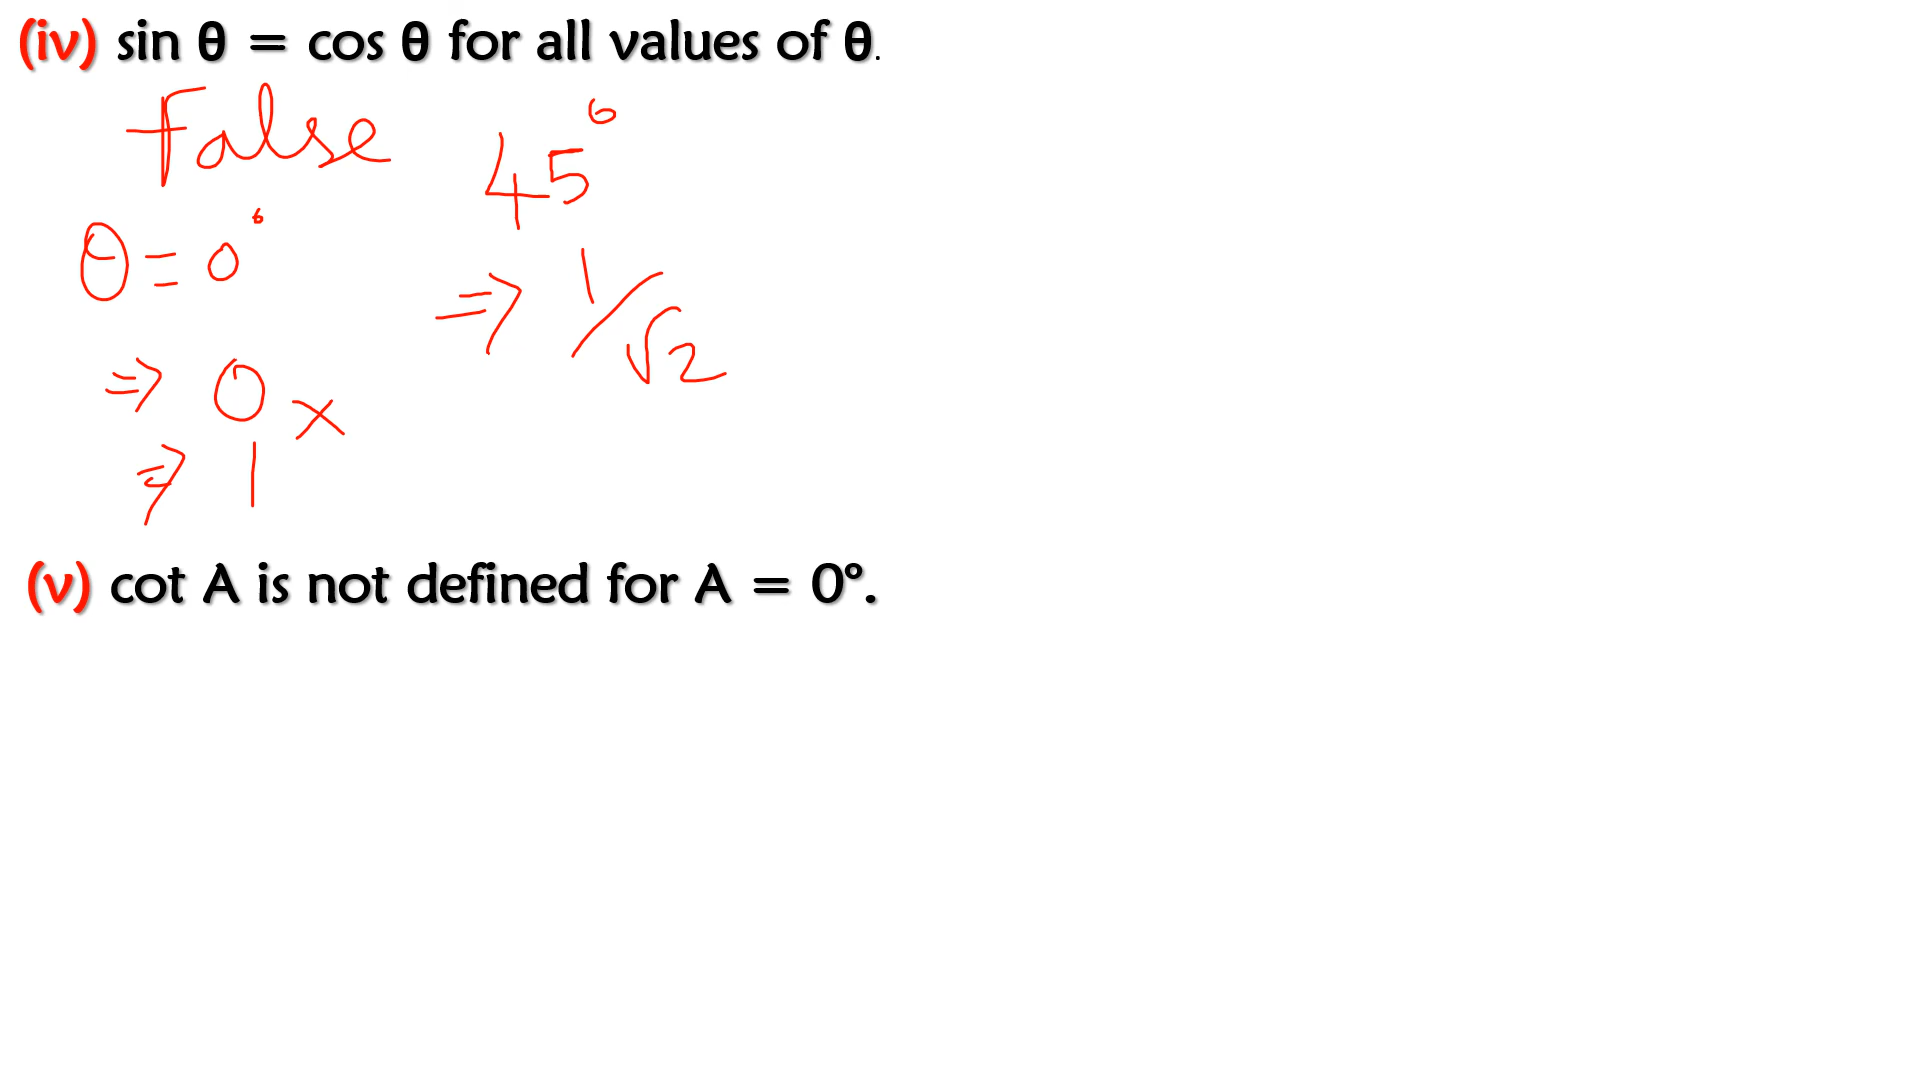 (iv) sin θ = cos θ for all values of θ.
False
45°
θ = 0°
⇒ 1/√2
⇒ 0 ×
⇒ 1
(v) cot A is not defined for A = 0°.